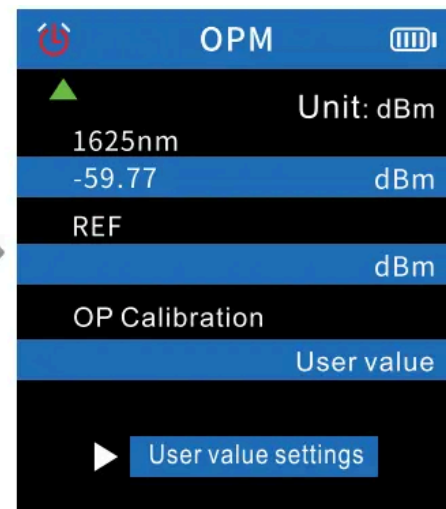 OPM
Unit: dBm
1625nm
-59.77 dBm
REF
dBm
OP Calibration
User value
User value settings